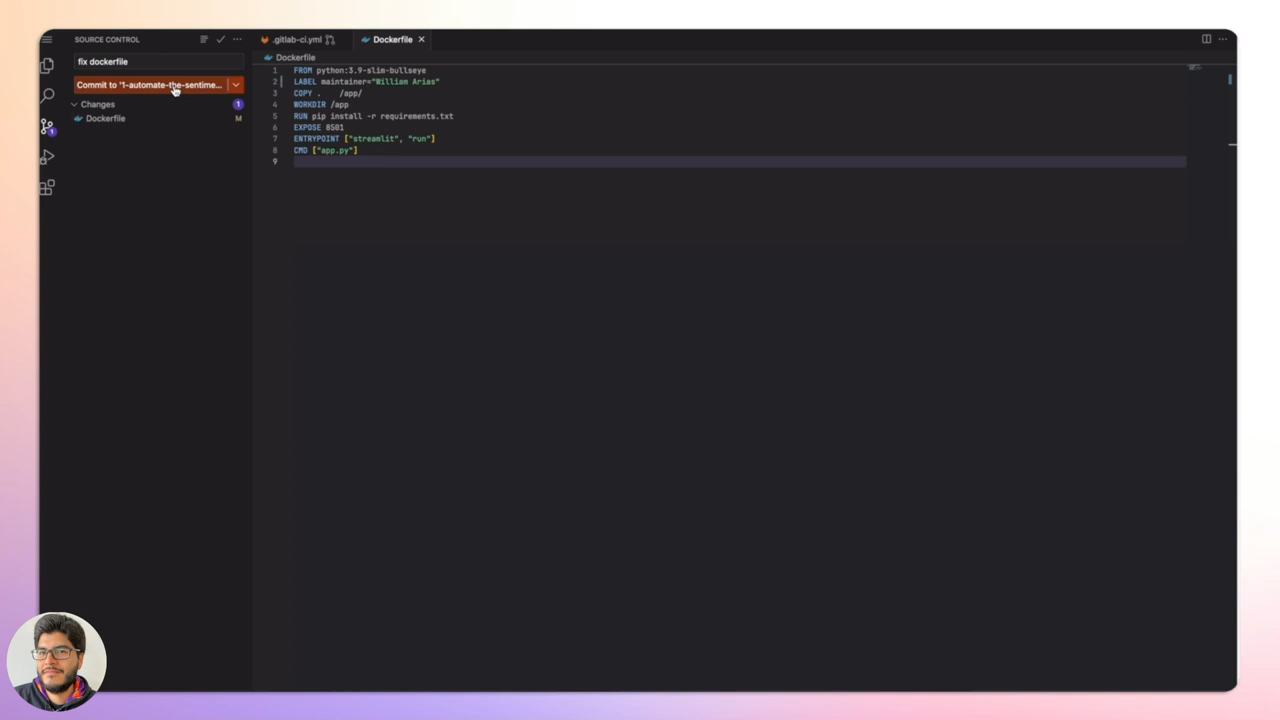 SOURCE CONTROL
fix dockerfile
Commit to '1-automate-the-sentime...
Changes
1
Dockerfile
M
1
.gitlab-ci.yml
Dockerfile
Dockerfile
1 FROM python:3.9-slim-bullseye
2 LABEL maintainer="William Arias"
3 COPY . /app/
4 WORKDIR /app
5 RUN pip install -r requirements.txt
6 EXPOSE 8501
7 ENTRYPOINT ["streamlit", "run"]
8 CMD ["app.py"]
9